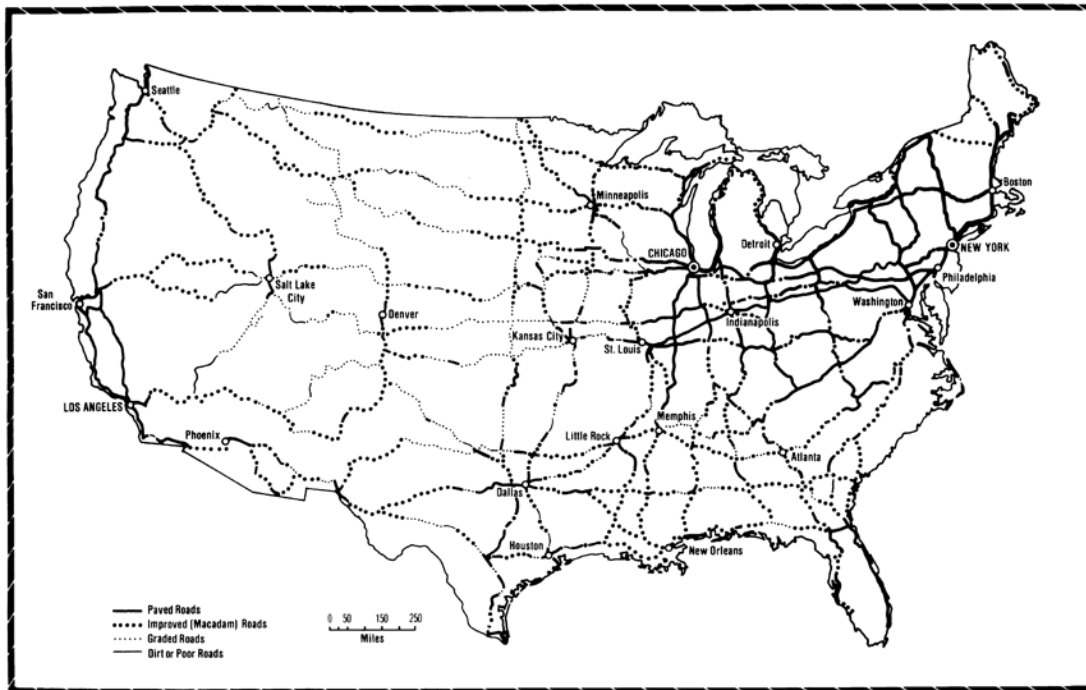 Seattle
Minneapolis
Boston
Detroit
CHICAGO
NEW YORK
Salt Lake
City
Philadelphia
San
Francisco
Washington
Denver
Indianapolis
Kansas City
St. Louis
LOS ANGELES
Memphis
Phoenix
Little Rock
Atlanta
Dallas
Houston
New Orleans
Paved Roads
Improved (Macadam) Roads
Graded Roads
Dirt or Poor Roads
0 50 150 250
Miles